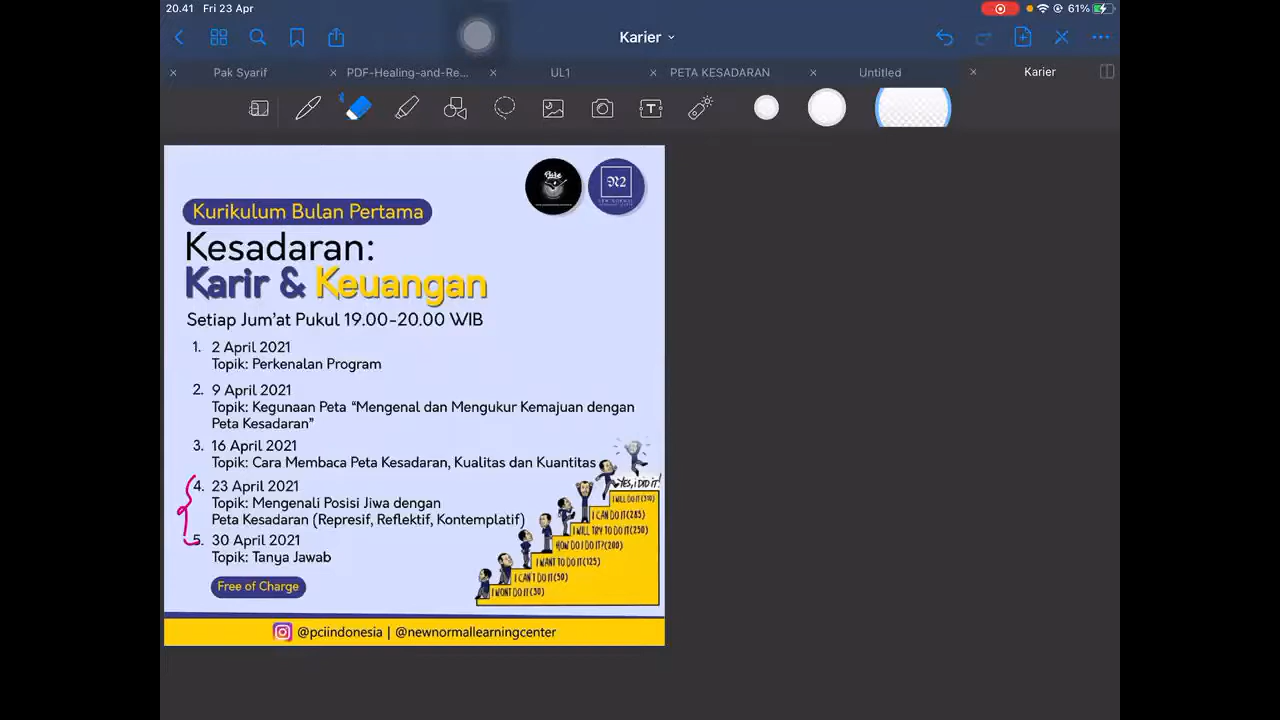 20.41 Fri 23 Apr
61%
Karier
Pak Syarif
PDF-Healing-and-Re...
UL1
PETA KESADARAN
Untitled
Karier
T
Kurikulum Bulan Pertama
Kesadaran:
Karir & Keuangan
Setiap Jum'at Pukul 19.00-20.00 WIB
1. 2 April 2021
Topik: Perkenalan Program
2. 9 April 2021
Topik: Kegunaan Peta “Mengenal dan Mengukur Kemajuan dengan
Peta Kesadaran”
3. 16 April 2021
Topik: Cara Membaca Peta Kesadaran, Kualitas dan Kuantitas
4. 23 April 2021
Topik: Mengenali Posisi Jiwa dengan
Peta Kesadaran (Represif, Reflektif, Kontemplatif)
5. 30 April 2021
Topik: Tanya Jawab
Free of Charge
YES, I DID IT!
I WILL DO IT (310)
I CAN DO IT (285)
I WILL TRY TO DO IT (250)
HOW DO I DO IT? (200)
I WANT TO DO IT (125)
I CAN'T DO IT (50)
I WONT DO IT (30)
@pciindonesia | @newnormallearningcenter